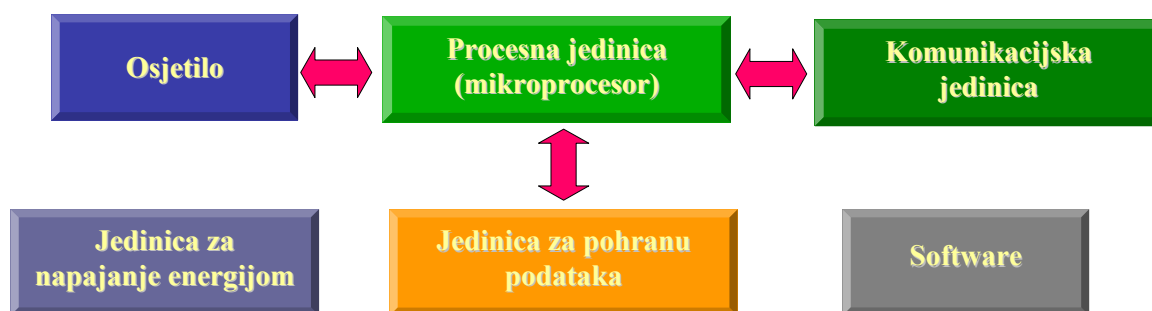 Osjetilo
Procesna jedinica
(mikroprocesor)
Komunikacijska
jedinica
Jedinica za
napajanje energijom
Jedinica za pohranu
podataka
Software